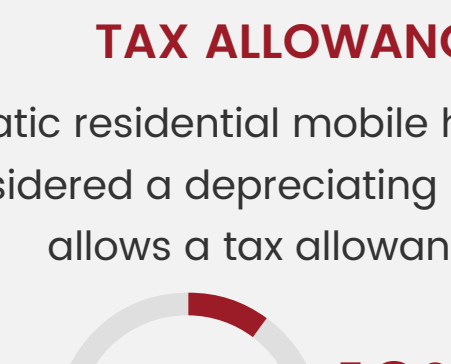 TAX ALLOWANC
atic residential mobile h
sidered a depreciating
allows a tax allowan